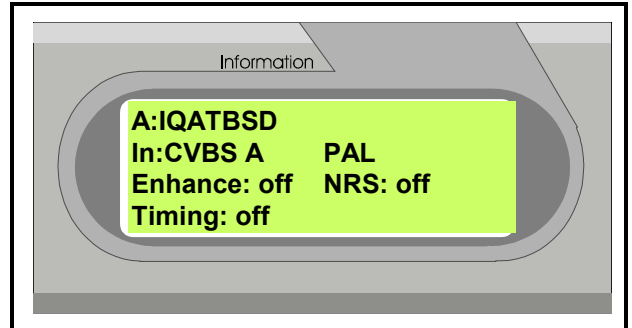 Information
A:IQATBSD
In:CVBS A PAL
Enhance: off NRS: off
Timing: off